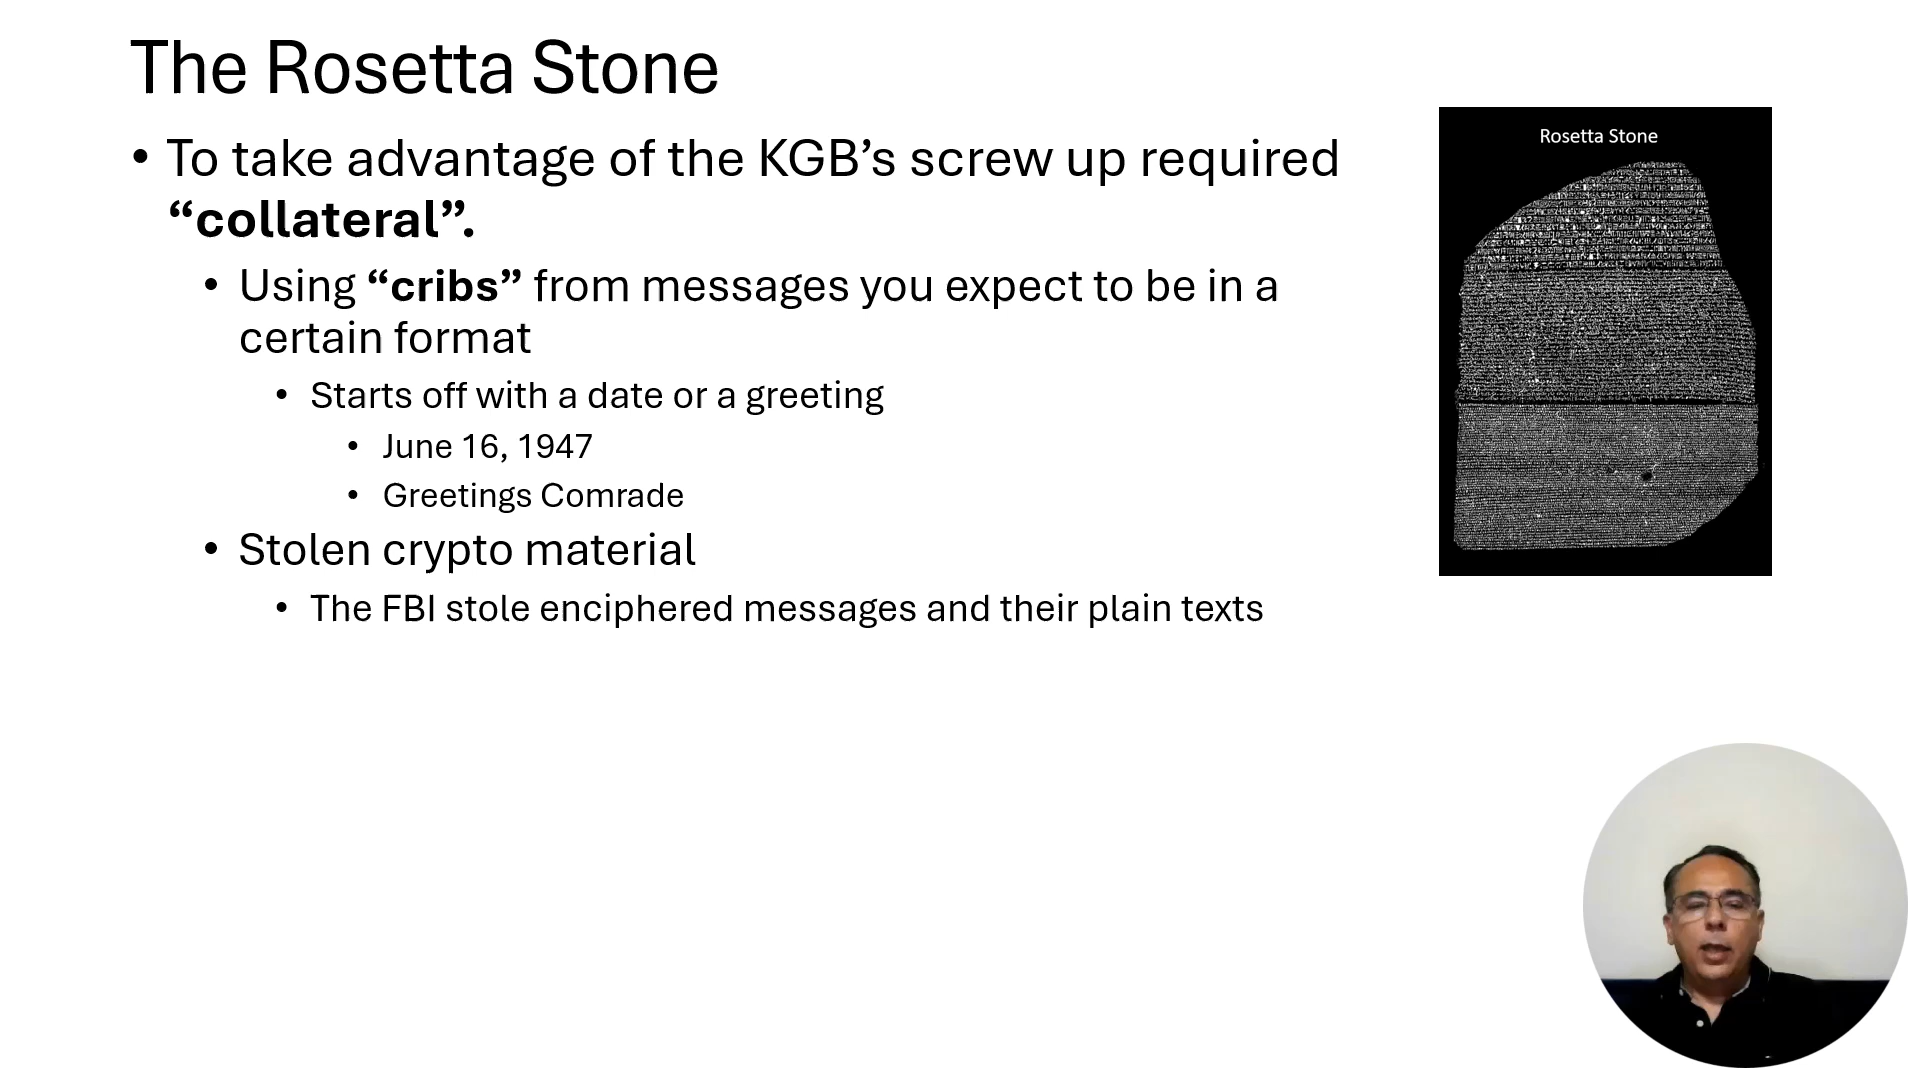 The Rosetta Stone
• To take advantage of the KGB’s screw up required
“collateral”.
• Using “cribs” from messages you expect to be in a
certain format
• Starts off with a date or a greeting
• June 16, 1947
• Greetings Comrade
• Stolen crypto material
• The FBI stole enciphered messages and their plain texts
Rosetta Stone